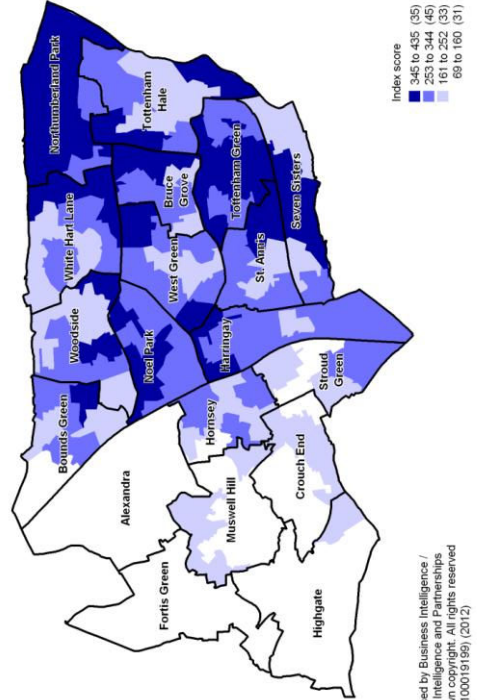 Northumberland Park
White Hart Lane
Tottenham
Hale
Woodside
Bruce
Grove
Bounds Green
West Green
Tottenham Green
Noel Park
St. Ann's
Seven Sisters
Harringay
Alexandra
Hornsey
Stroud
Green
Muswell Hill
Crouch End
Fortis Green
Highgate
Index score
345 to 435 (35)
253 to 344 (45)
161 to 252 (33)
69 to 160 (31)
ed by Business Intelligence /
Intelligence and Partnerships
n copyright. All rights reserved
100019199) (2012)